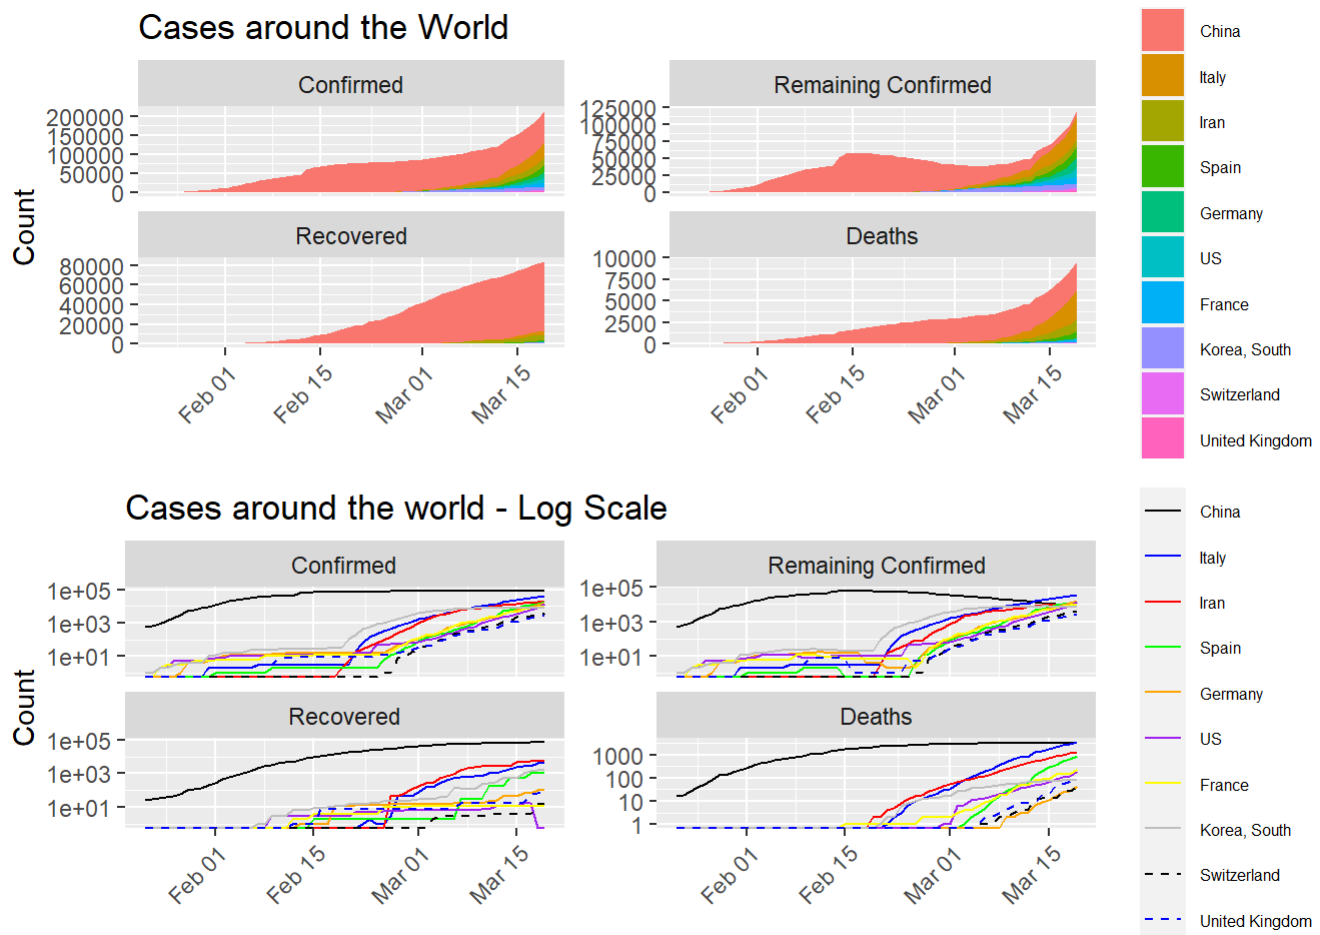 Cases around the World
Confirmed
Remaining Confirmed
200000
150000
100000
50000
0
125000
100000
75000
50000
25000
0
Recovered
Deaths
80000
60000
40000
20000
0
10000
7500
5000
2500
0
Feb 01
Feb 15
Mar 01
Mar 15
Feb 01
Feb 15
Mar 01
Mar 15
Count
China
Italy
Iran
Spain
Germany
US
France
Korea, South
Switzerland
United Kingdom
Cases around the world - Log Scale
Confirmed
Remaining Confirmed
1e+05
1e+03
1e+01
1e+05
1e+03
1e+01
Recovered
Deaths
1e+05
1e+03
1e+01
1000
100
10
1
Feb 01
Feb 15
Mar 01
Mar 15
Feb 01
Feb 15
Mar 01
Mar 15
Count
China
Italy
Iran
Spain
Germany
US
France
Korea, South
Switzerland
United Kingdom